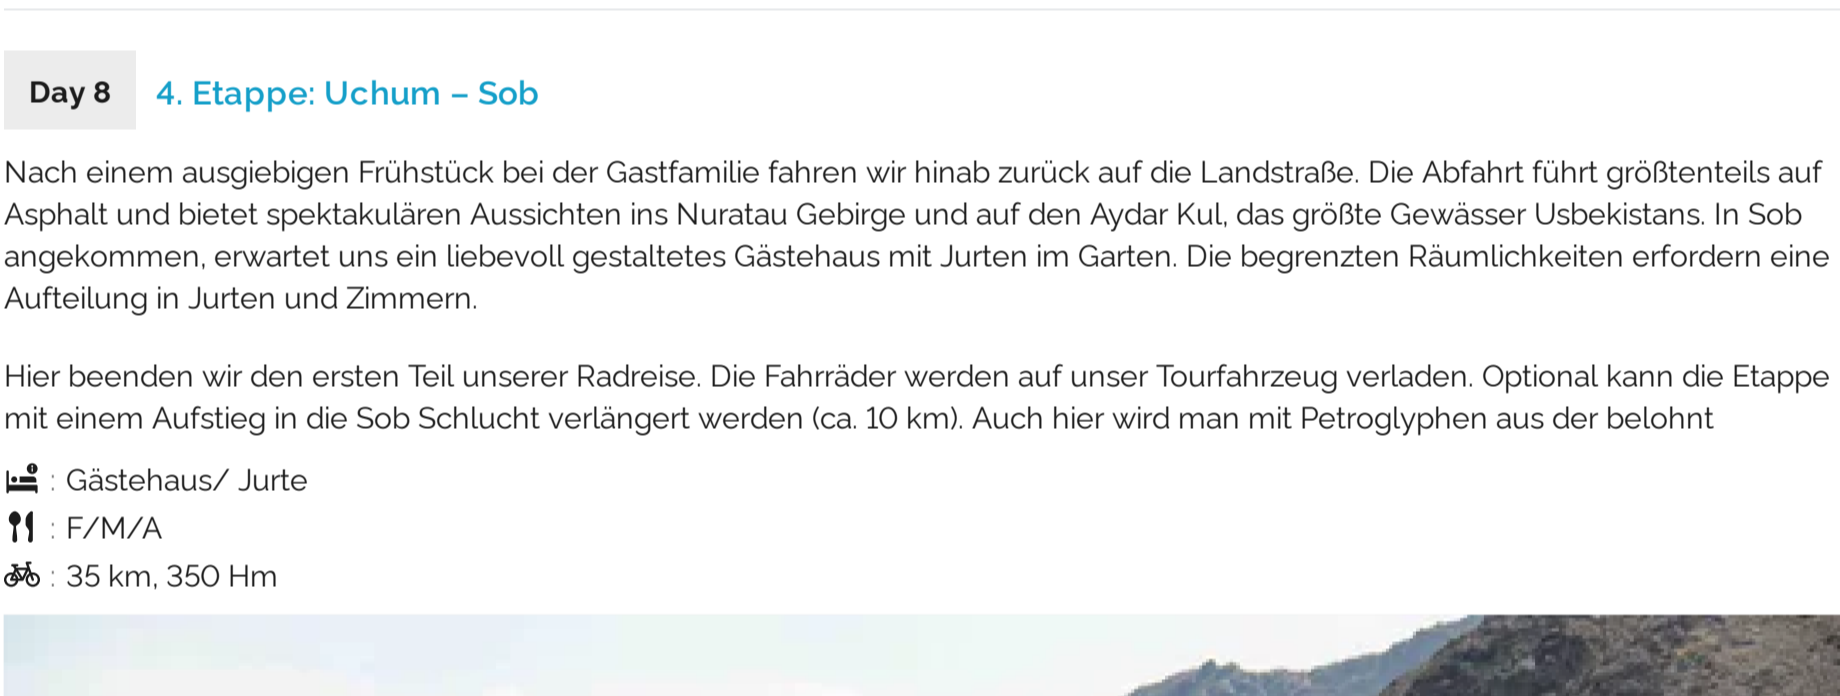 Day 8
4. Etappe: Uchum – Sob
Nach einem ausgiebigen Frühstück bei der Gastfamilie fahren wir hinab zurück auf die Landstraße. Die Abfahrt führt größtenteils auf
Asphalt und bietet spektakulären Aussichten ins Nuratau Gebirge und auf den Aydar Kul, das größte Gewässer Usbekistans. In Sob
angekommen, erwartet uns ein liebevoll gestaltetes Gästehaus mit Jurten im Garten. Die begrenzten Räumlichkeiten erfordern eine
Aufteilung in Jurten und Zimmern.
Hier beenden wir den ersten Teil unserer Radreise. Die Fahrräder werden auf unser Tourfahrzeug verladen. Optional kann die Etappe
mit einem Aufstieg in die Sob Schlucht verlängert werden (ca. 10 km). Auch hier wird man mit Petroglyphen aus der belohnt
: Gästehaus/ Jurte
: F/M/A
: 35 km, 350 Hm